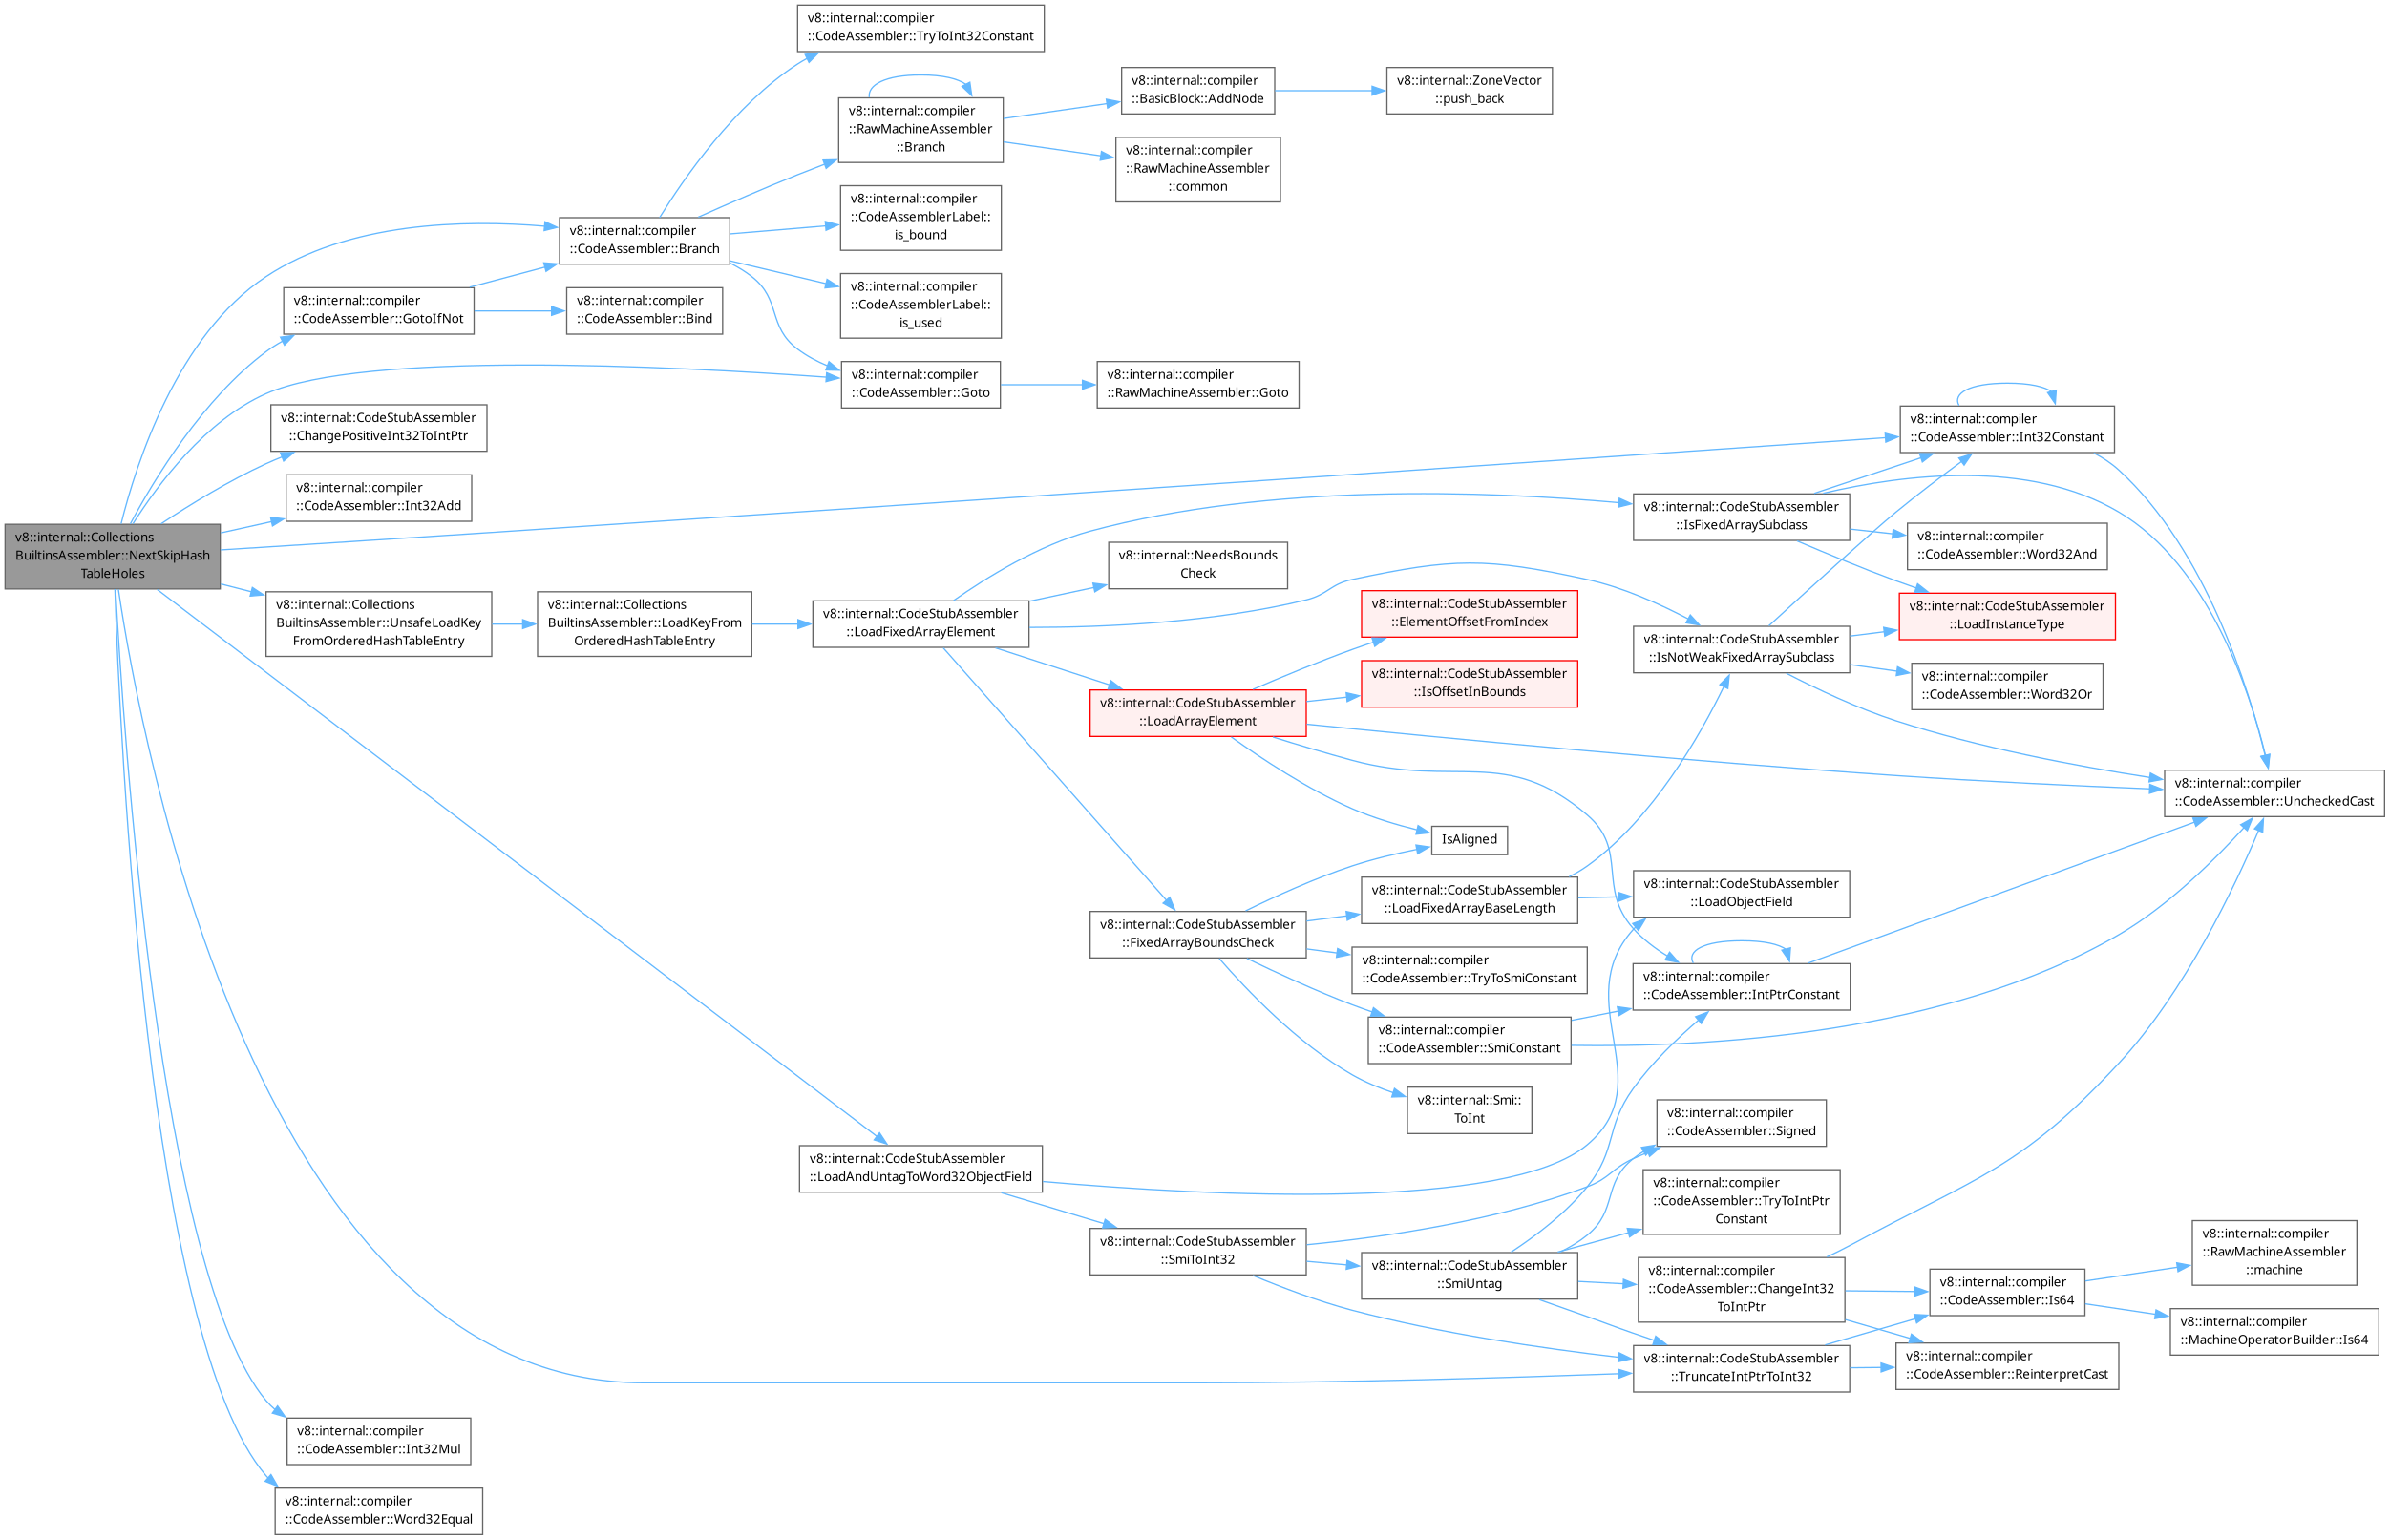 v8::internal::compiler
::CodeAssembler::TryToInt32Constant
v8::internal::compiler
::BasicBlock::AddNode
v8::internal::ZoneVector
::push_back
v8::internal::compiler
::RawMachineAssembler
::Branch
v8::internal::compiler
::RawMachineAssembler
::common
v8::internal::compiler
::CodeAssemblerLabel::
is_bound
v8::internal::compiler
::CodeAssembler::Branch
v8::internal::compiler
::CodeAssemblerLabel::
is_used
v8::internal::compiler
::CodeAssembler::GotoIfNot
v8::internal::compiler
::CodeAssembler::Bind
v8::internal::compiler
::CodeAssembler::Goto
v8::internal::compiler
::RawMachineAssembler::Goto
v8::internal::CodeStubAssembler
::ChangePositiveInt32ToIntPtr
v8::internal::compiler
::CodeAssembler::Int32Constant
v8::internal::compiler
::CodeAssembler::Int32Add
v8::internal::CodeStubAssembler
::IsFixedArraySubclass
v8::internal::compiler
::CodeAssembler::Word32And
v8::internal::Collections
BuiltinsAssembler::NextSkipHash
TableHoles
v8::internal::NeedsBounds
Check
v8::internal::Collections
BuiltinsAssembler::UnsafeLoadKey
FromOrderedHashTableEntry
v8::internal::Collections
BuiltinsAssembler::LoadKeyFrom
OrderedHashTableEntry
v8::internal::CodeStubAssembler
::LoadFixedArrayElement
v8::internal::CodeStubAssembler
::ElementOffsetFromIndex
v8::internal::CodeStubAssembler
::LoadInstanceType
v8::internal::CodeStubAssembler
::IsNotWeakFixedArraySubclass
v8::internal::CodeStubAssembler
::IsOffsetInBounds
v8::internal::compiler
::CodeAssembler::Word32Or
v8::internal::CodeStubAssembler
::LoadArrayElement
v8::internal::compiler
::CodeAssembler::UncheckedCast
IsAligned
v8::internal::CodeStubAssembler
::LoadFixedArrayBaseLength
v8::internal::CodeStubAssembler
::LoadObjectField
v8::internal::CodeStubAssembler
::FixedArrayBoundsCheck
v8::internal::compiler
::CodeAssembler::TryToSmiConstant
v8::internal::compiler
::CodeAssembler::IntPtrConstant
v8::internal::compiler
::CodeAssembler::SmiConstant
v8::internal::Smi::
ToInt
v8::internal::compiler
::CodeAssembler::Signed
v8::internal::CodeStubAssembler
::LoadAndUntagToWord32ObjectField
v8::internal::compiler
::CodeAssembler::TryToIntPtr
Constant
v8::internal::CodeStubAssembler
::SmiToInt32
v8::internal::CodeStubAssembler
::SmiUntag
v8::internal::compiler
::CodeAssembler::ChangeInt32
ToIntPtr
v8::internal::compiler
::CodeAssembler::Is64
v8::internal::compiler
::RawMachineAssembler
::machine
v8::internal::compiler
::MachineOperatorBuilder::Is64
v8::internal::CodeStubAssembler
::TruncateIntPtrToInt32
v8::internal::compiler
::CodeAssembler::ReinterpretCast
v8::internal::compiler
::CodeAssembler::Int32Mul
v8::internal::compiler
::CodeAssembler::Word32Equal